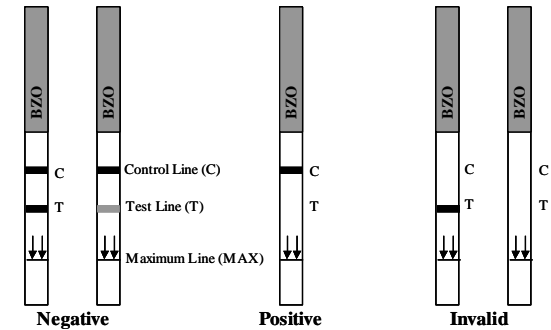 BZO
BZO
BZO
BZO
BZO
C
Control Line (C)
C
C
C
T
Test Line (T)
T
T
T
Maximum Line (MAX)
Negative
Positive
Invalid